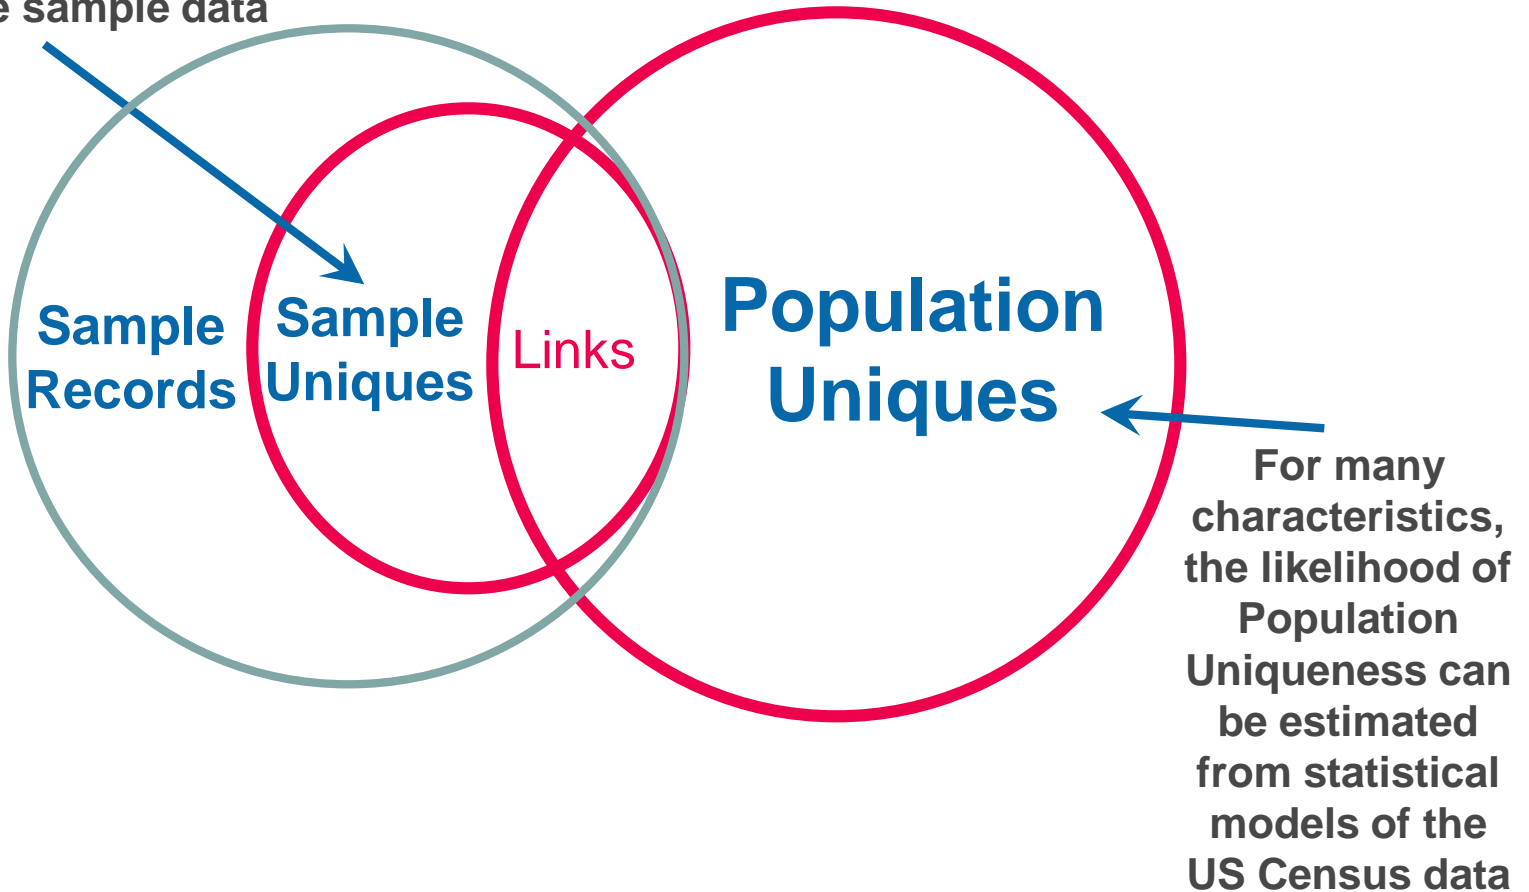 sample data
Sample
Records
Sample
Uniques
Links
Population
Uniques
For many
characteristics,
the likelihood of
Population
Uniqueness can
be estimated
from statistical
models of the
US Census data